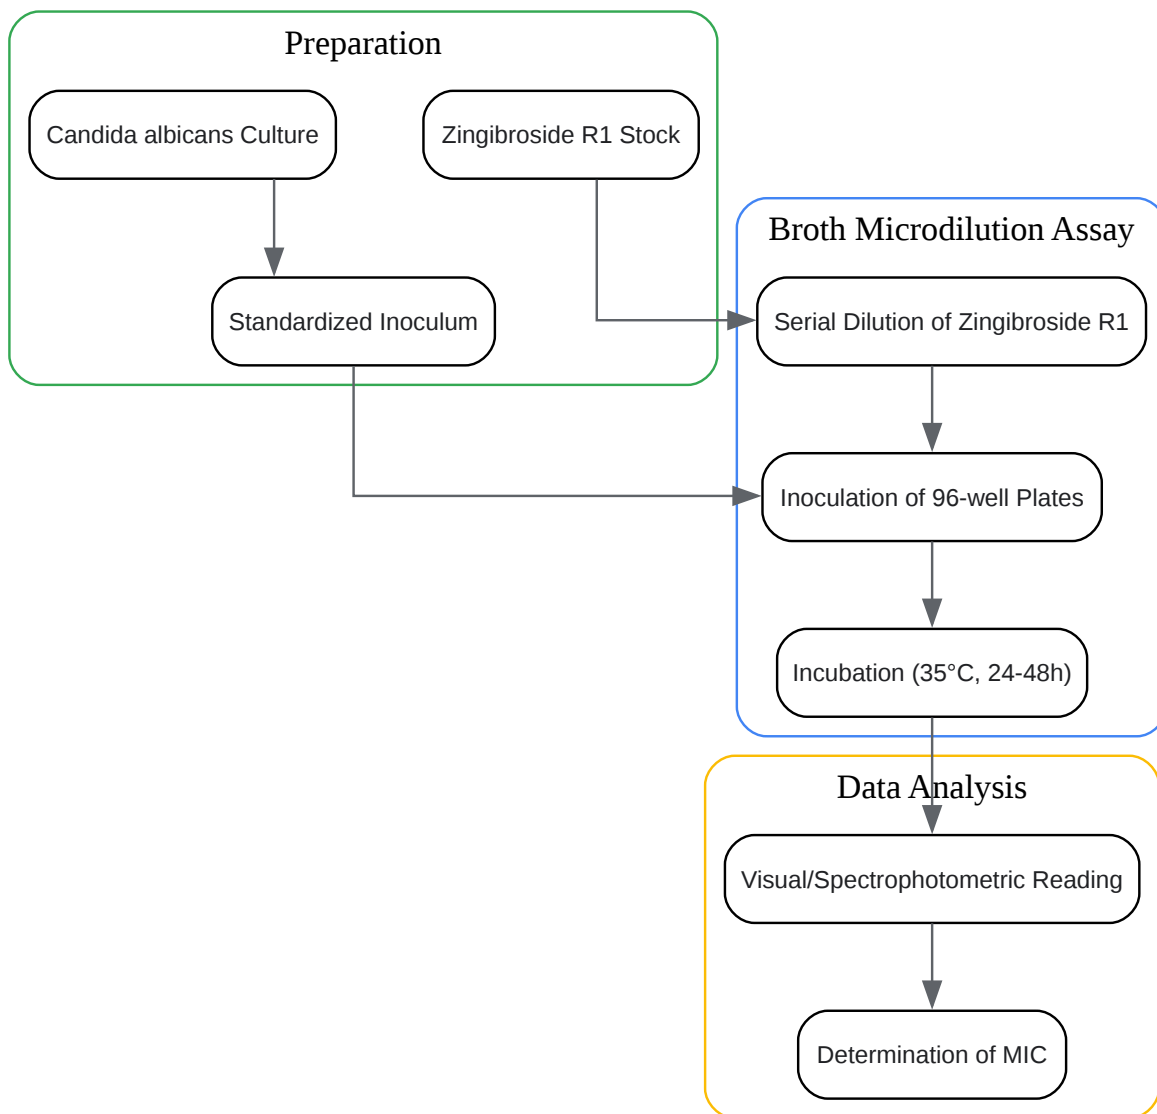 Preparation
Candida albicans Culture
Zingibroside R1 Stock
Standardized Inoculum
Broth Microdilution Assay
Serial Dilution of Zingibroside R1
Inoculation of 96-well Plates
Incubation (35°C, 24-48h)
Data Analysis
Visual/Spectrophotometric Reading
Determination of MIC